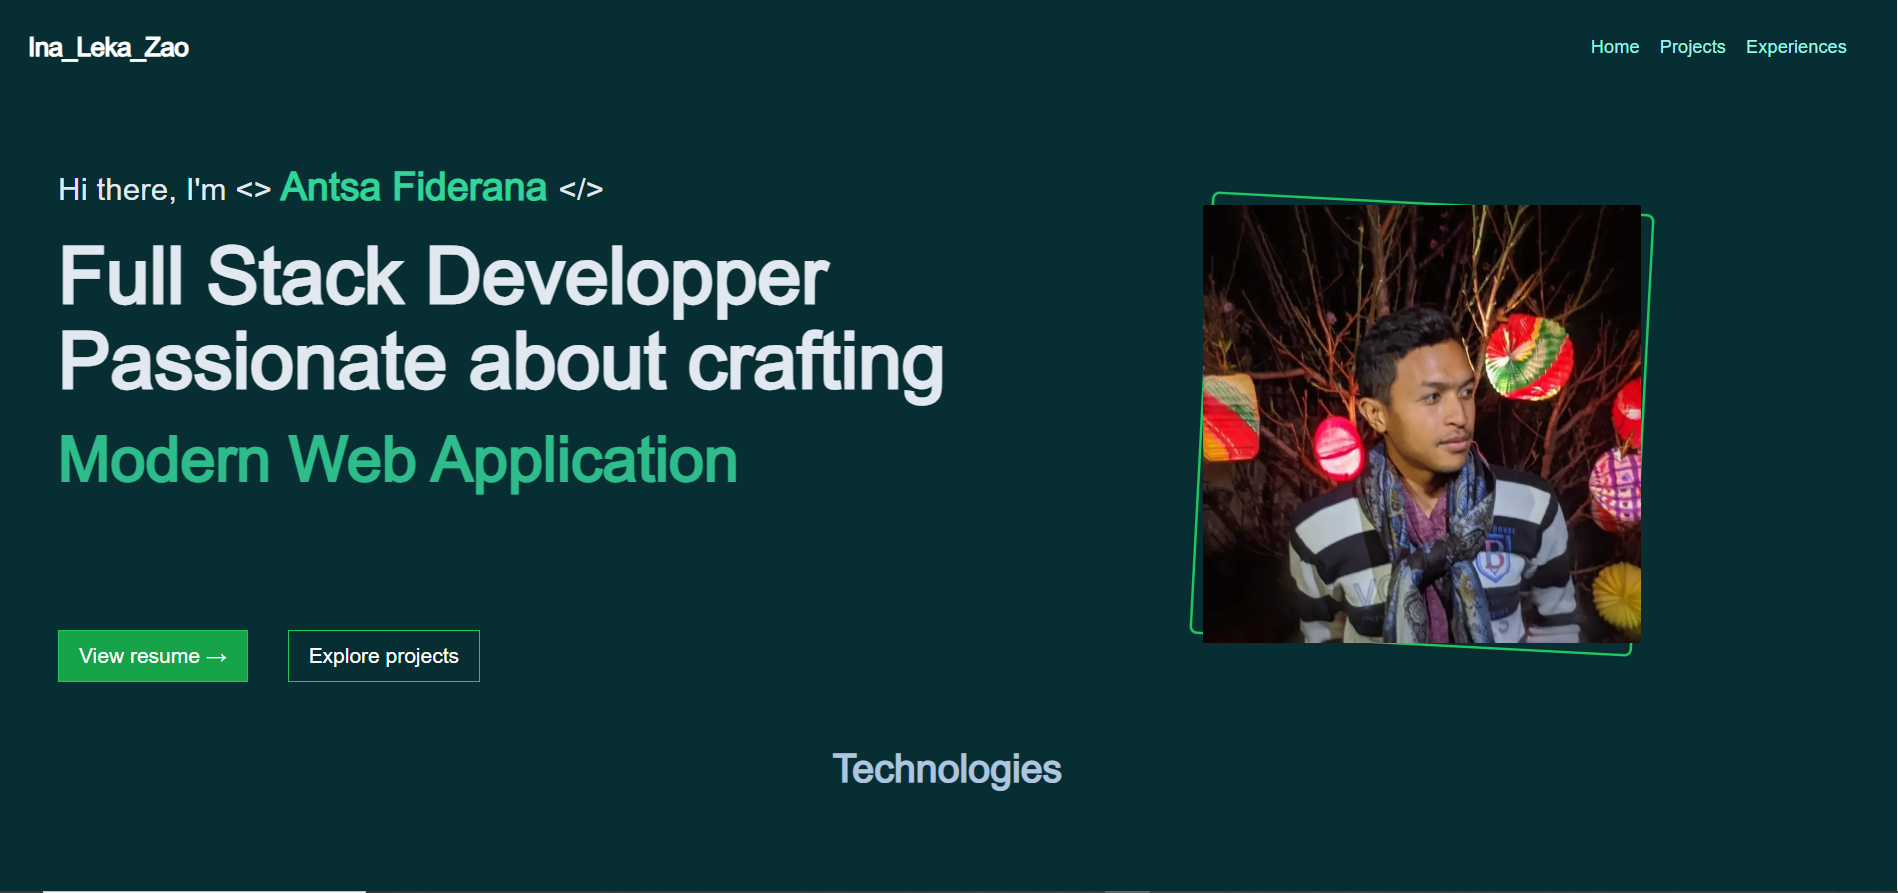 Ina_Leka_Zao
Home Projects Experiences
Hi there, I'm <> Antsa Fiderana </>
Full Stack Developper
Passionate about crafting
Modern Web Application
View resume →
Explore projects
Technologies